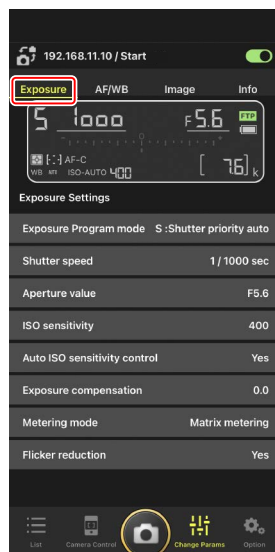 192.168.11.10 / Start
Exposure AF/WB Image Info
S 1000 F5.6 FTP
AF-C
WB ISO-AUTO 400 [ 7.6] k
Exposure Settings
Exposure Program mode S :Shutter priority auto
Shutter speed 1 / 1000 sec
Aperture value F5.6
ISO sensitivity 400
Auto ISO sensitivity control Yes
Exposure compensation 0.0
Metering mode Matrix metering
Flicker reduction Yes
List Camera Control Change Params Option